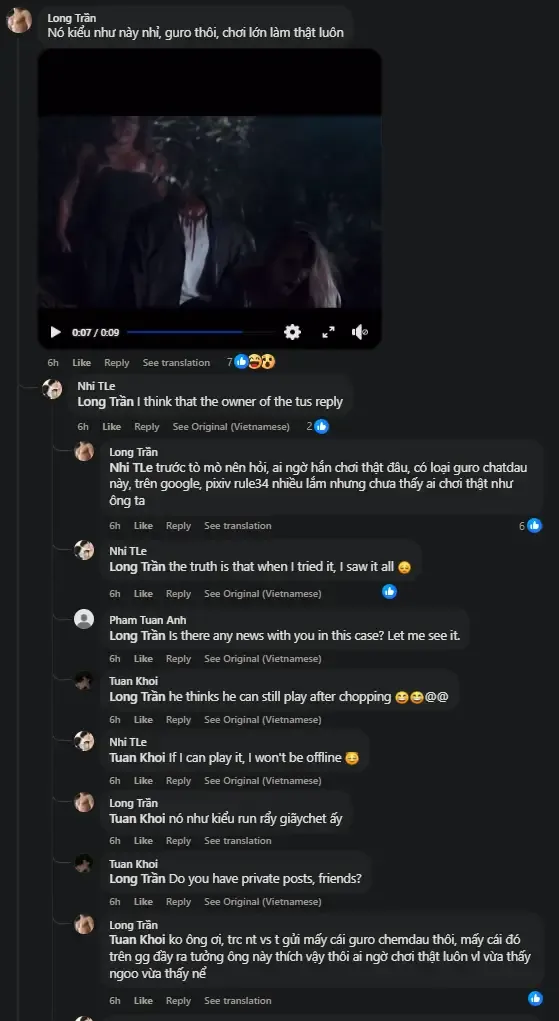 Long Trần
Nó kiểu như này nhỉ, guro thôi, chơi lớn làm thật luôn
0:07 / 0:09
6h Like Reply See translation 7
Nhi TLe
Long Trần I think that the owner of the tus reply
6h Like Reply See Original (Vietnamese) 2
Long Trần
Nhi TLe trước tò mò nên hỏi, ai ngờ hắn chơi thật đâu, có loại guro chatdau
này, trên google, pixiv rule34 nhiều lắm nhưng chưa thấy ai chơi thật như
ông ta
6h Like Reply See translation 6
Nhi TLe
Long Trần the truth is that when I tried it, I saw it all 😔
6h Like Reply See Original (Vietnamese)
Pham Tuan Anh
Long Trần Is there any news with you in this case? Let me see it.
6h Like Reply See Original (Vietnamese)
Tuan Khoi
Long Trần he thinks he can still play after chopping 😅😅@@
6h Like Reply See Original (Vietnamese)
Nhi TLe
Tuan Khoi If I can play it, I won't be offline 🥰
6h Like Reply See Original (Vietnamese)
Long Trần
Tuan Khoi nó như kiểu run rẩy giãychet ấy
6h Like Reply See translation
Tuan Khoi
Long Trần Do you have private posts, friends?
6h Like Reply See Original (Vietnamese)
Long Trần
Tuan Khoi ko ông ơi, trc nt vs t gửi mấy cái guro chemdau thôi, mấy cái đó
trên gg đầy ra tưởng ông này thích vậy thôi ai ngờ chơi thật luôn vl vừa thấy
ngoo vừa thấy nể
6h Like Reply See translation